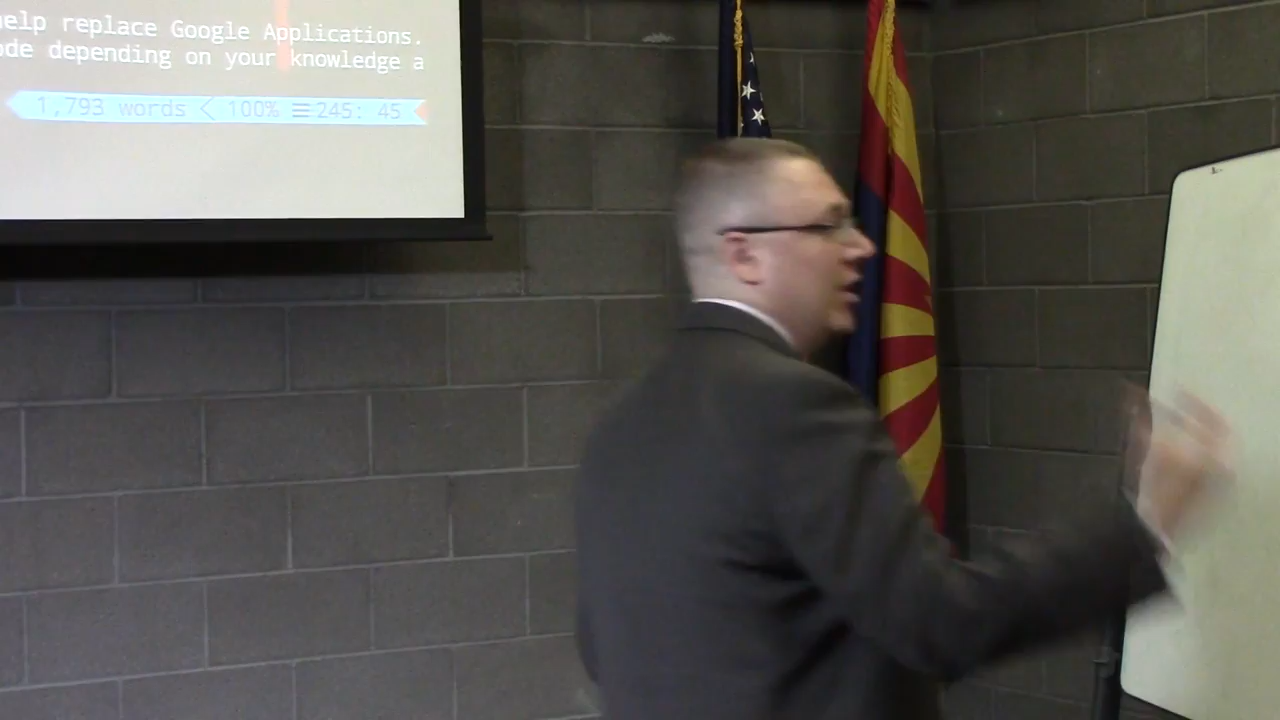 help replace Google Applications.
ode depending on your knowledge a
1,793 words < 100% ☰ 245: 45